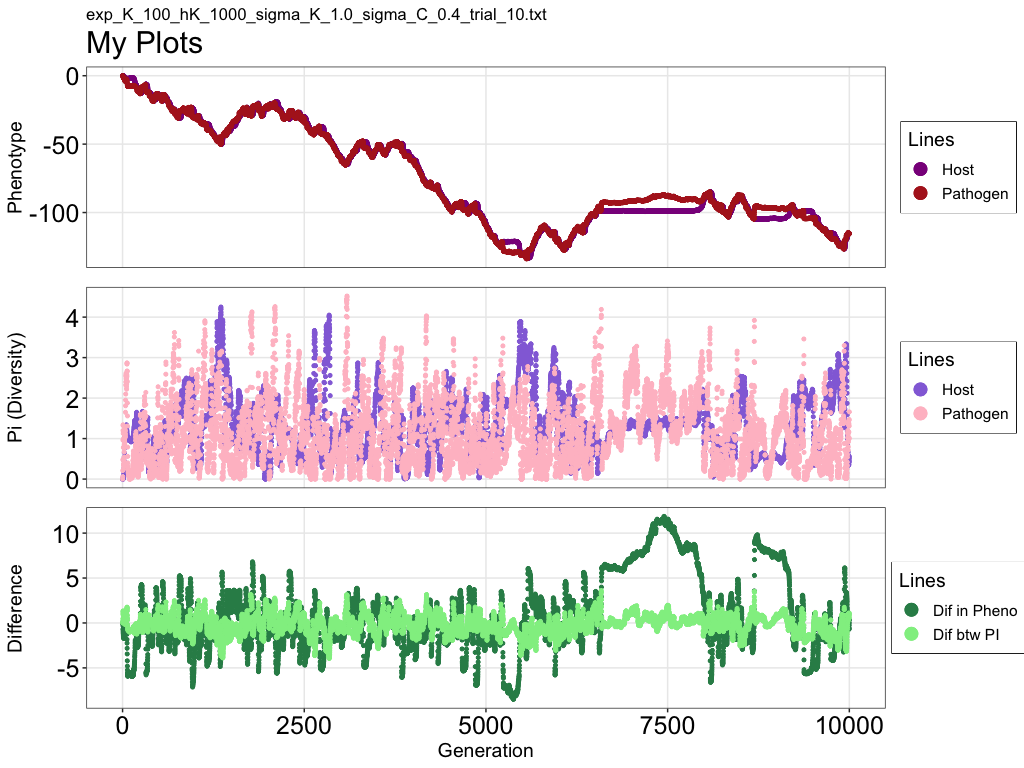 exp_K_100_hK_1000_sigma_K_1.0_sigma_C_0.4_trial_10.txt
My Plots
Phenotype
0
-50
-100
Lines
Host
Pathogen
Pi (Diversity)
4
3
2
1
0
Lines
Host
Pathogen
Difference
10
5
0
-5
Lines
Dif in Pheno
Dif btw PI
0 2500 5000 7500 10000
Generation